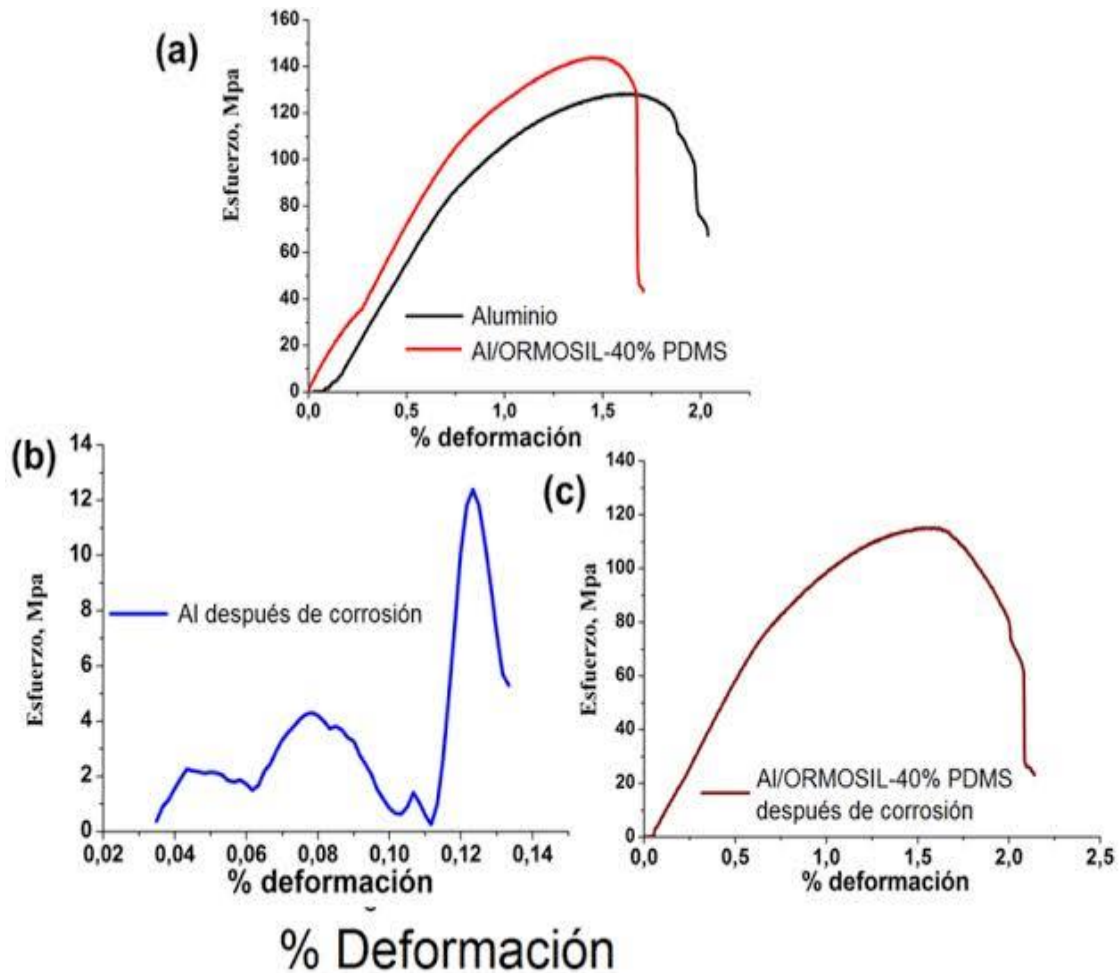 (a)
Esfuerzo, Mpa
160
140
120
100
80
60
40
20
0
Aluminio
Al/ORMOSIL-40% PDMS
0,0 0,5 1,0 1,5 2,0
% deformación
(b)
Esfuerzo, Mpa
14
12
10
8
6
4
2
0
Al después de corrosión
0,02 0,04 0,06 0,08 0,10 0,12 0,14
% deformación
(c)
Esfuerzo, Mpa
140
120
100
80
60
40
20
0
Al/ORMOSIL-40% PDMS
después de corrosión
0,0 0,5 1,0 1,5 2,0 2,5
% deformación
% Deformación